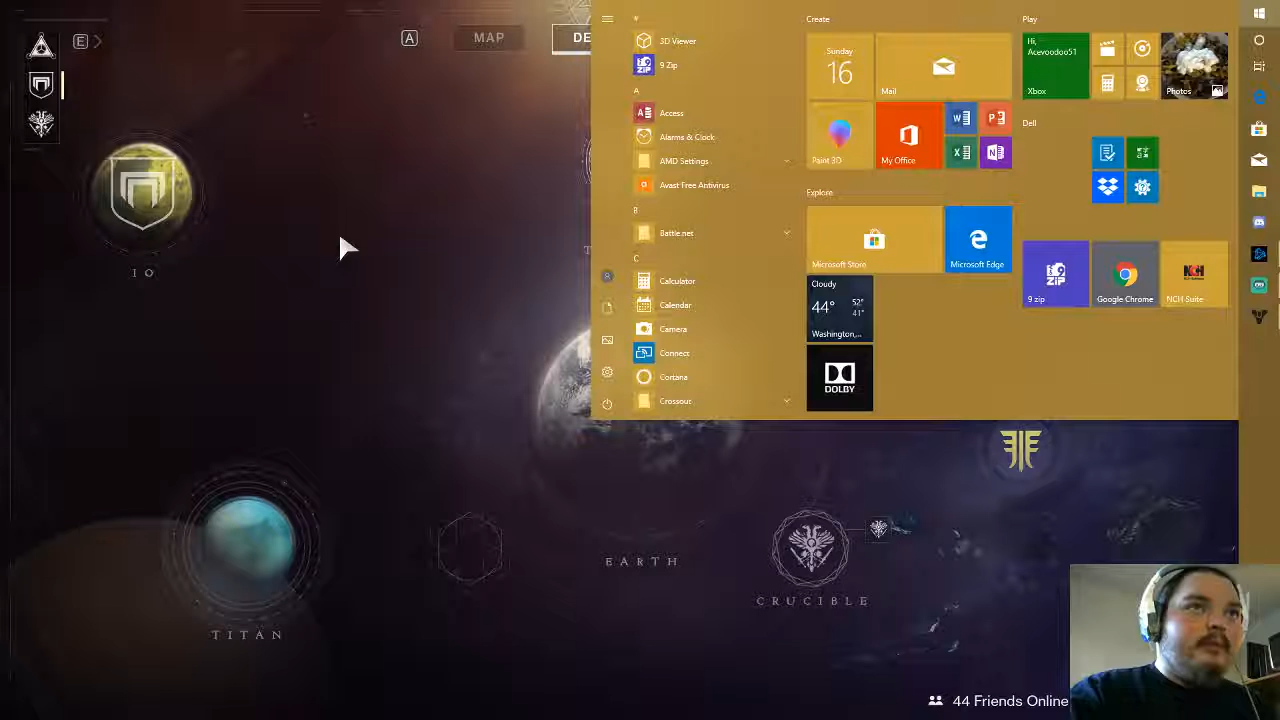 E
A
MAP
DE
IO
TITAN
EARTH
CRUCIBLE
44 Friends Online
#
3D Viewer
9 Zip
A
Access
Alarms & Clock
AMD Settings
Avast Free Antivirus
B
Battle.net
C
Calculator
Calendar
Camera
Connect
Cortana
Crossout
Create
Sunday
16
Mail
Paint 3D
My Office
Explore
Microsoft Store
Microsoft Edge
Cloudy
44°
52°
41°
Washington,...
DOLBY
Play
Hi,
Acevoodoo51
Xbox
Photos
Dell
9 zip
Google Chrome
NCH Suite